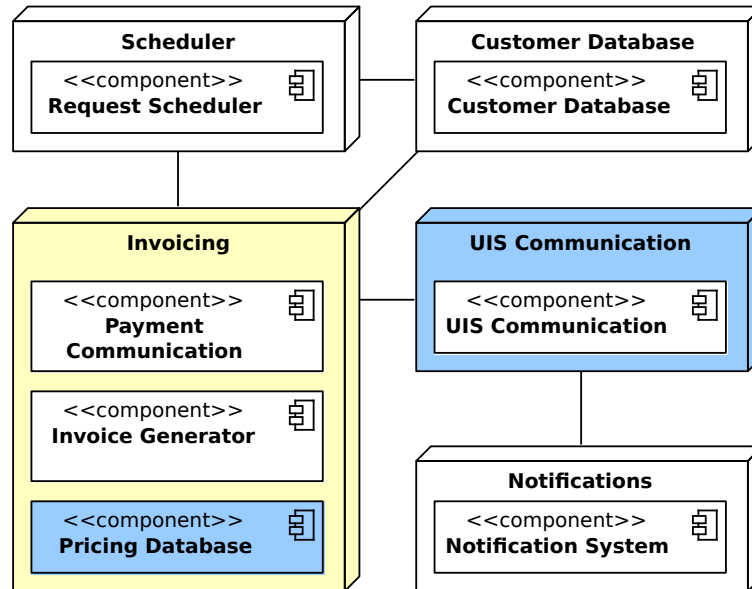 Scheduler
<<component>>
Request Scheduler
Customer Database
<<component>>
Customer Database
Invoicing
<<component>>
Payment
Communication
<<component>>
Invoice Generator
<<component>>
Pricing Database
UIS Communication
<<component>>
UIS Communication
Notifications
<<component>>
Notification System